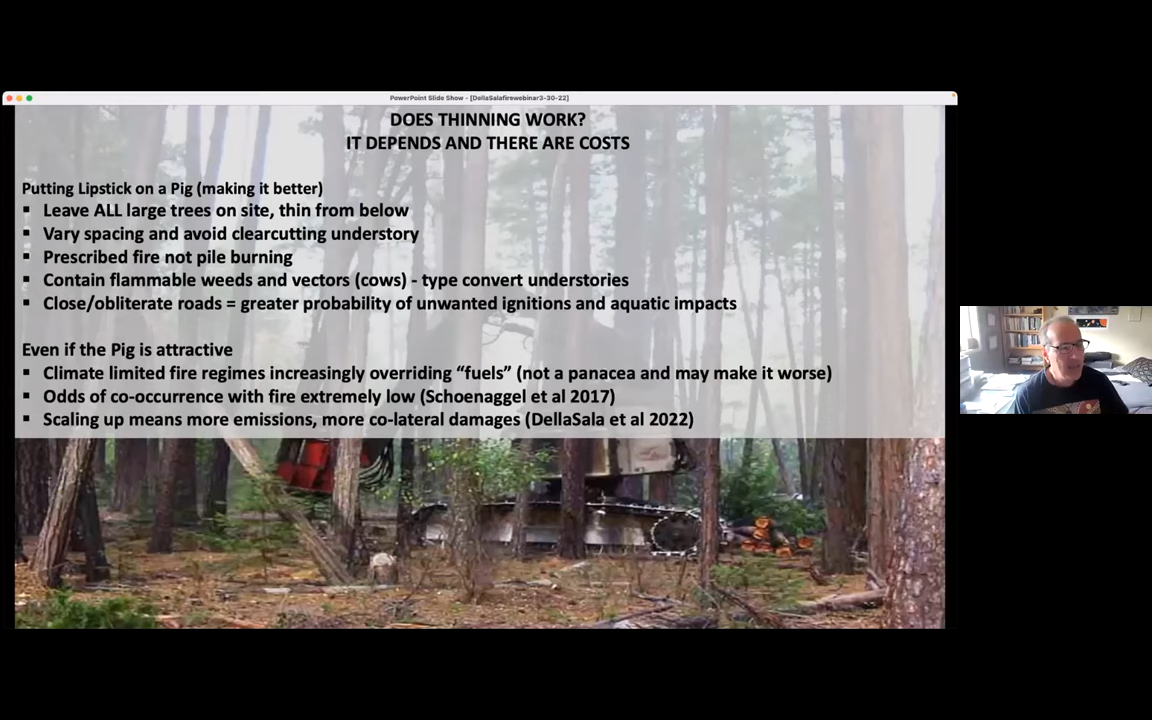 PowerPoint Slide Show - [DellaSalafirewebinar3-30-22]
DOES THINNING WORK?
IT DEPENDS AND THERE ARE COSTS
Putting Lipstick on a Pig (making it better)
▪ Leave ALL large trees on site, thin from below
▪ Vary spacing and avoid clearcutting understory
▪ Prescribed fire not pile burning
▪ Contain flammable weeds and vectors (cows) - type convert understories
▪ Close/obliterate roads = greater probability of unwanted ignitions and aquatic impacts
Even if the Pig is attractive
▪ Climate limited fire regimes increasingly overriding “fuels” (not a panacea and may make it worse)
▪ Odds of co-occurrence with fire extremely low (Schoenaggel et al 2017)
▪ Scaling up means more emissions, more co-lateral damages (DellaSala et al 2022)